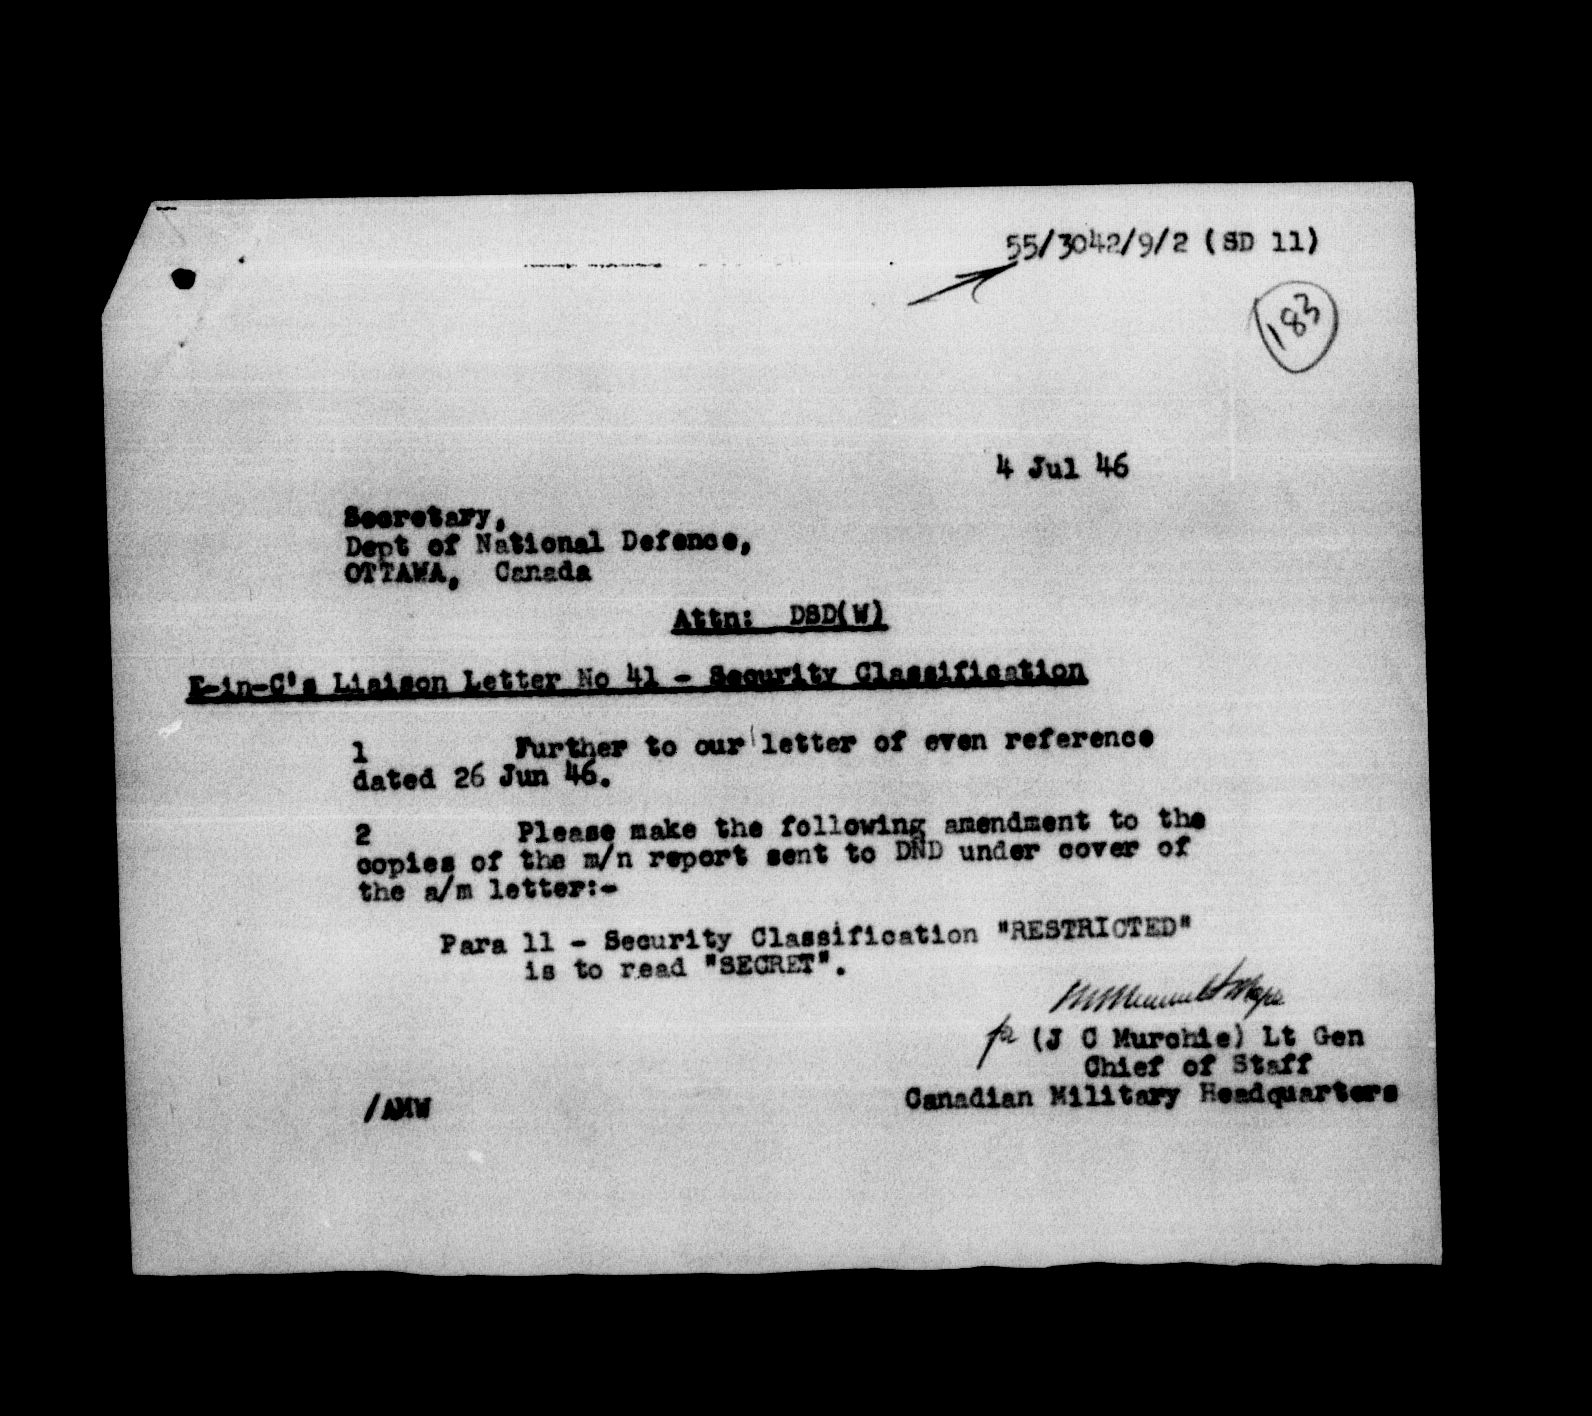 55/3042/9/2 (SD 11)
183
4 Jul 46
Secretary,
Dept of National Defence,
OTTAWA, Canada
Attn: DSD(W)
E-in-C's Liaison Letter No 41 - Security Classification
1 Further to our letter of even reference
dated 26 Jun 46.
2 Please make the following amendment to the
copies of the m/n report sent to DND under cover of
the a/m letter:-
Para 11 - Security Classification "RESTRICTED"
is to read "SECRET".
(J C Murchie) Lt Gen
Chief of Staff
Canadian Military Headquarters
/AMW